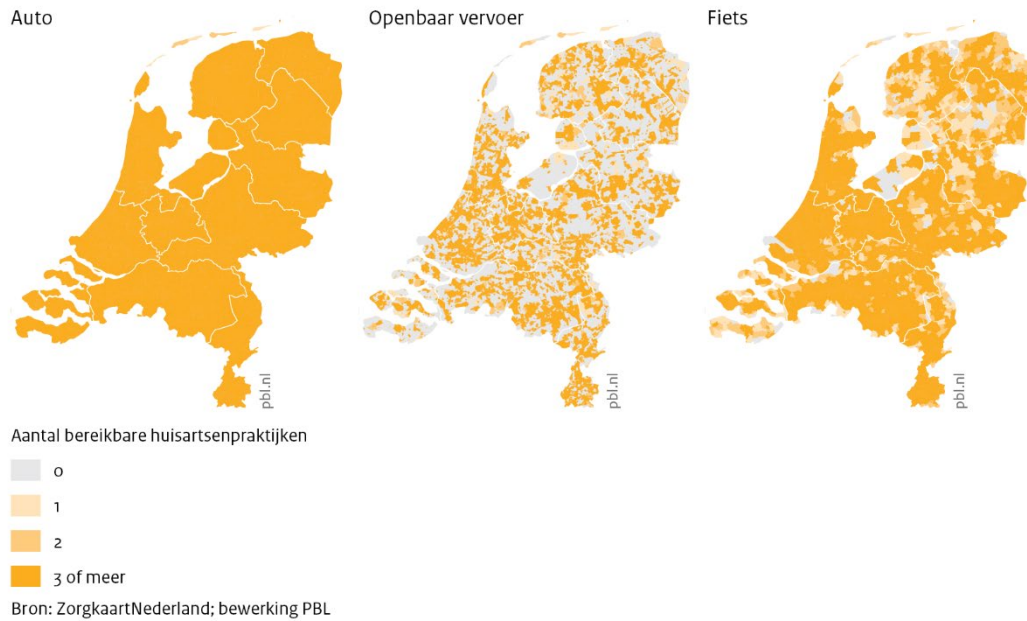 Auto
Openbaar vervoer
Fiets
pbl.nl
pbl.nl
pbl.nl
Aantal bereikbare huisartsenpraktijken
0
1
2
3 of meer
Bron: ZorgkaartNederland; bewerking PBL